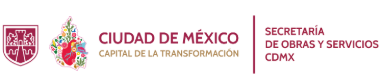 CIUDAD DE MÉXICO
CAPITAL DE LA TRANSFORMACIÓN
SECRETARÍA
DE OBRAS Y SERVICIOS
CDMX